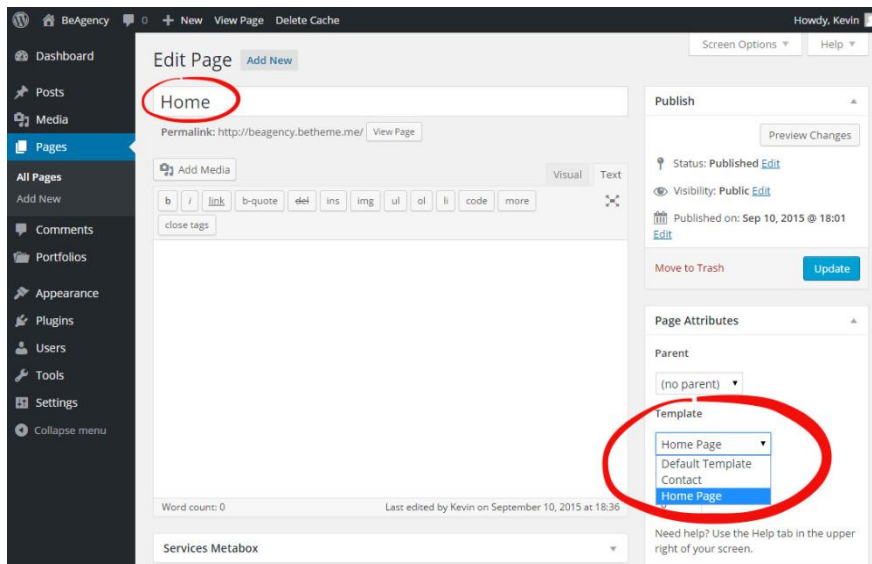 BeAgency 0 + New View Page Delete Cache Howdy, Kevin
Screen Options Help
Dashboard
Posts
Media
Pages
All Pages
Add New
Comments
Portfolios
Appearance
Plugins
Users
Tools
Settings
Collapse menu
Edit Page Add New
Home
Permalink: http://beagency.betheme.me/ View Page
Add Media
Visual Text
b i link b-quote del ins img ul ol li code more
close tags
Word count: 0 Last edited by Kevin on September 10, 2015 at 18:36
Services Metabox
Publish
Preview Changes
Status: Published Edit
Visibility: Public Edit
Published on: Sep 10, 2015 @ 18:01
Edit
Move to Trash Update
Page Attributes
Parent
(no parent)
Template
Home Page
Default Template
Contact
Home Page
Need help? Use the Help tab in the upper
right of your screen.